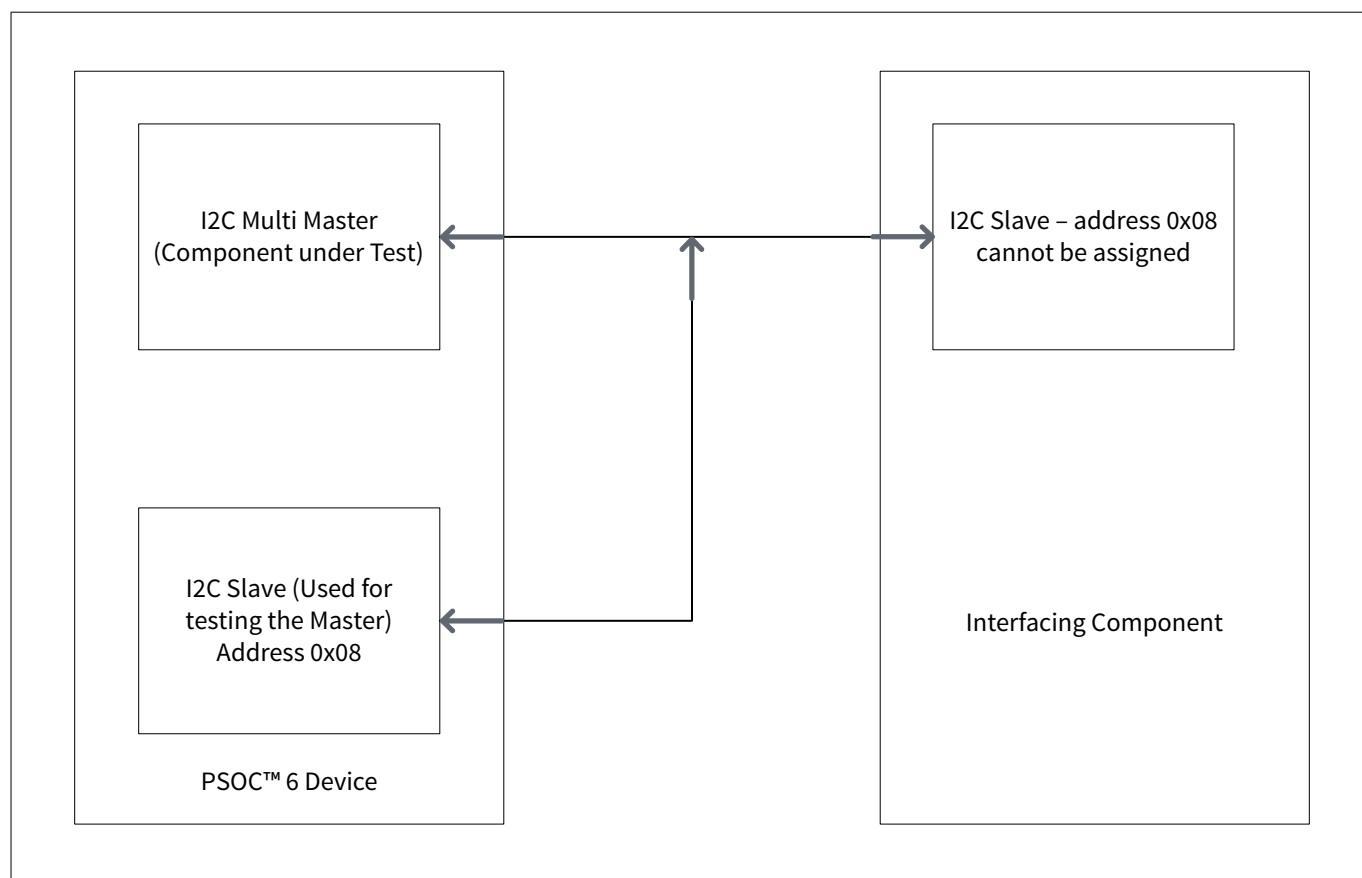 I2C Multi Master
(Component under Test)
I2C Slave – address 0x08
cannot be assigned
I2C Slave (Used for
testing the Master)
Address 0x08
Interfacing Component
PSOC™ 6 Device